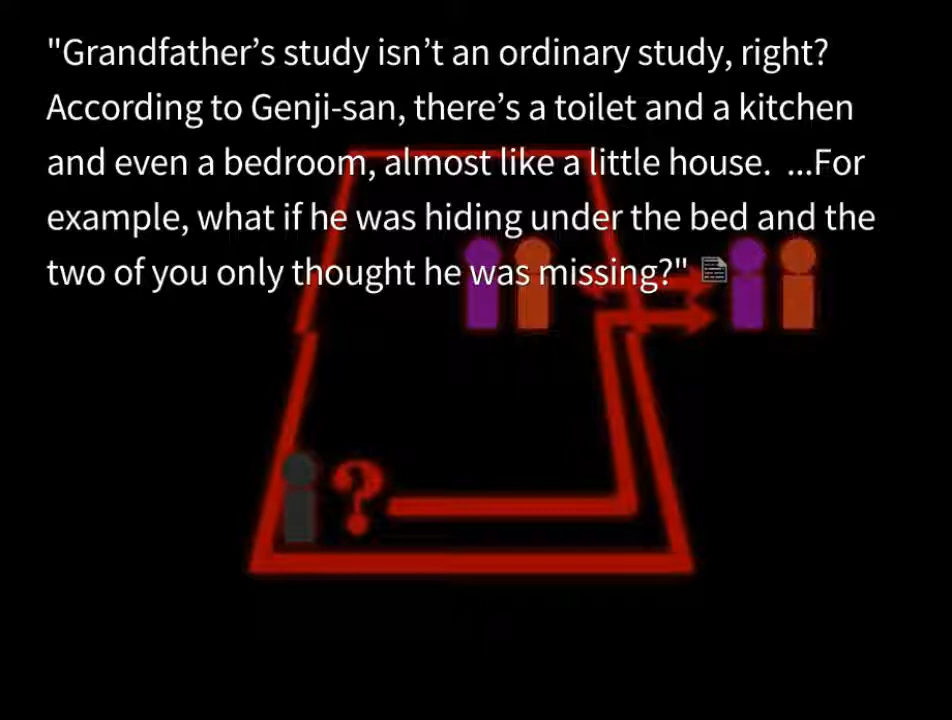 "Grandfather’s study isn’t an ordinary study, right?
According to Genji-san, there’s a toilet and a kitchen
and even a bedroom, almost like a little house.  ...For
example, what if he was hiding under the bed and the
two of you only thought he was missing?"
?